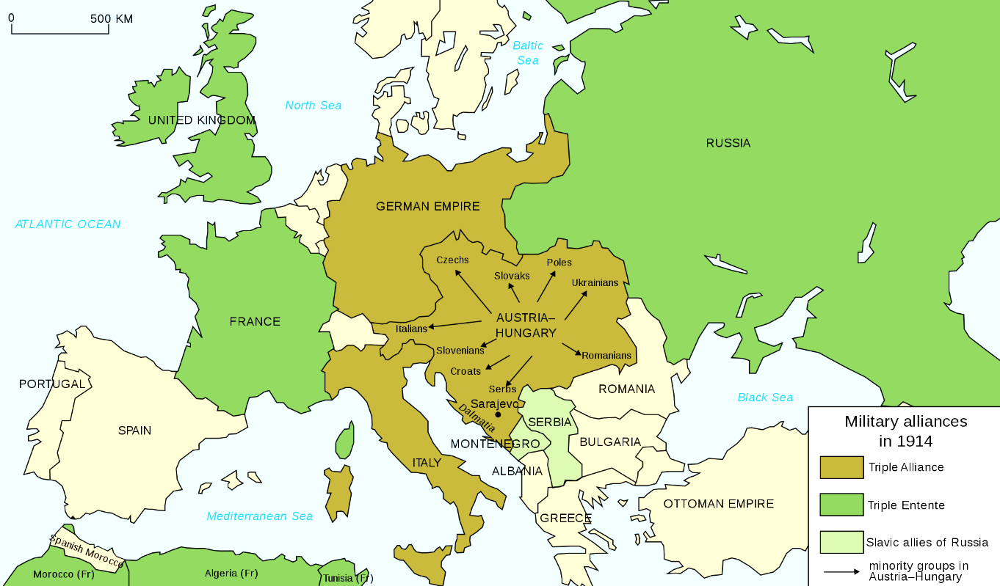 0 500 KM
Baltic
Sea
North Sea
UNITED KINGDOM
RUSSIA
GERMAN EMPIRE
ATLANTIC OCEAN
Czechs
Poles
Slovaks
Ukrainians
FRANCE
AUSTRIA–
HUNGARY
Italians
Slovenians
Romanians
Croats
PORTUGAL
Serbs
ROMANIA
Sarajevo
Black Sea
Dalmatia
SERBIA
SPAIN
MONTENEGRO
BULGARIA
ITALY
ALBANIA
OTTOMAN EMPIRE
Mediterranean Sea
GREECE
Spanish Morocco
Morocco (Fr)
Algeria (Fr)
Tunisia (Fr)
Military alliances
in 1914
Triple Alliance
Triple Entente
Slavic allies of Russia
minority groups in
Austria–Hungary